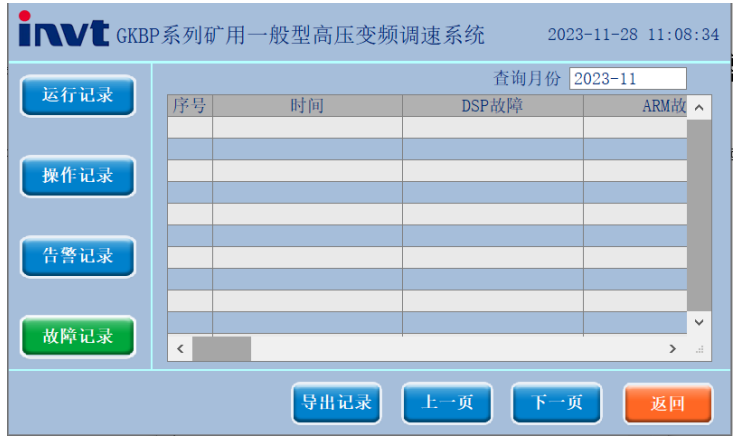 invt GKBP系列矿用一般型高压变频调速系统 2023-11-28 11:08:34
查询月份 2023-11
运行记录
序号 时间 DSP故障 ARM故
操作记录
告警记录
故障记录
导出记录 上一页 下一页 返回